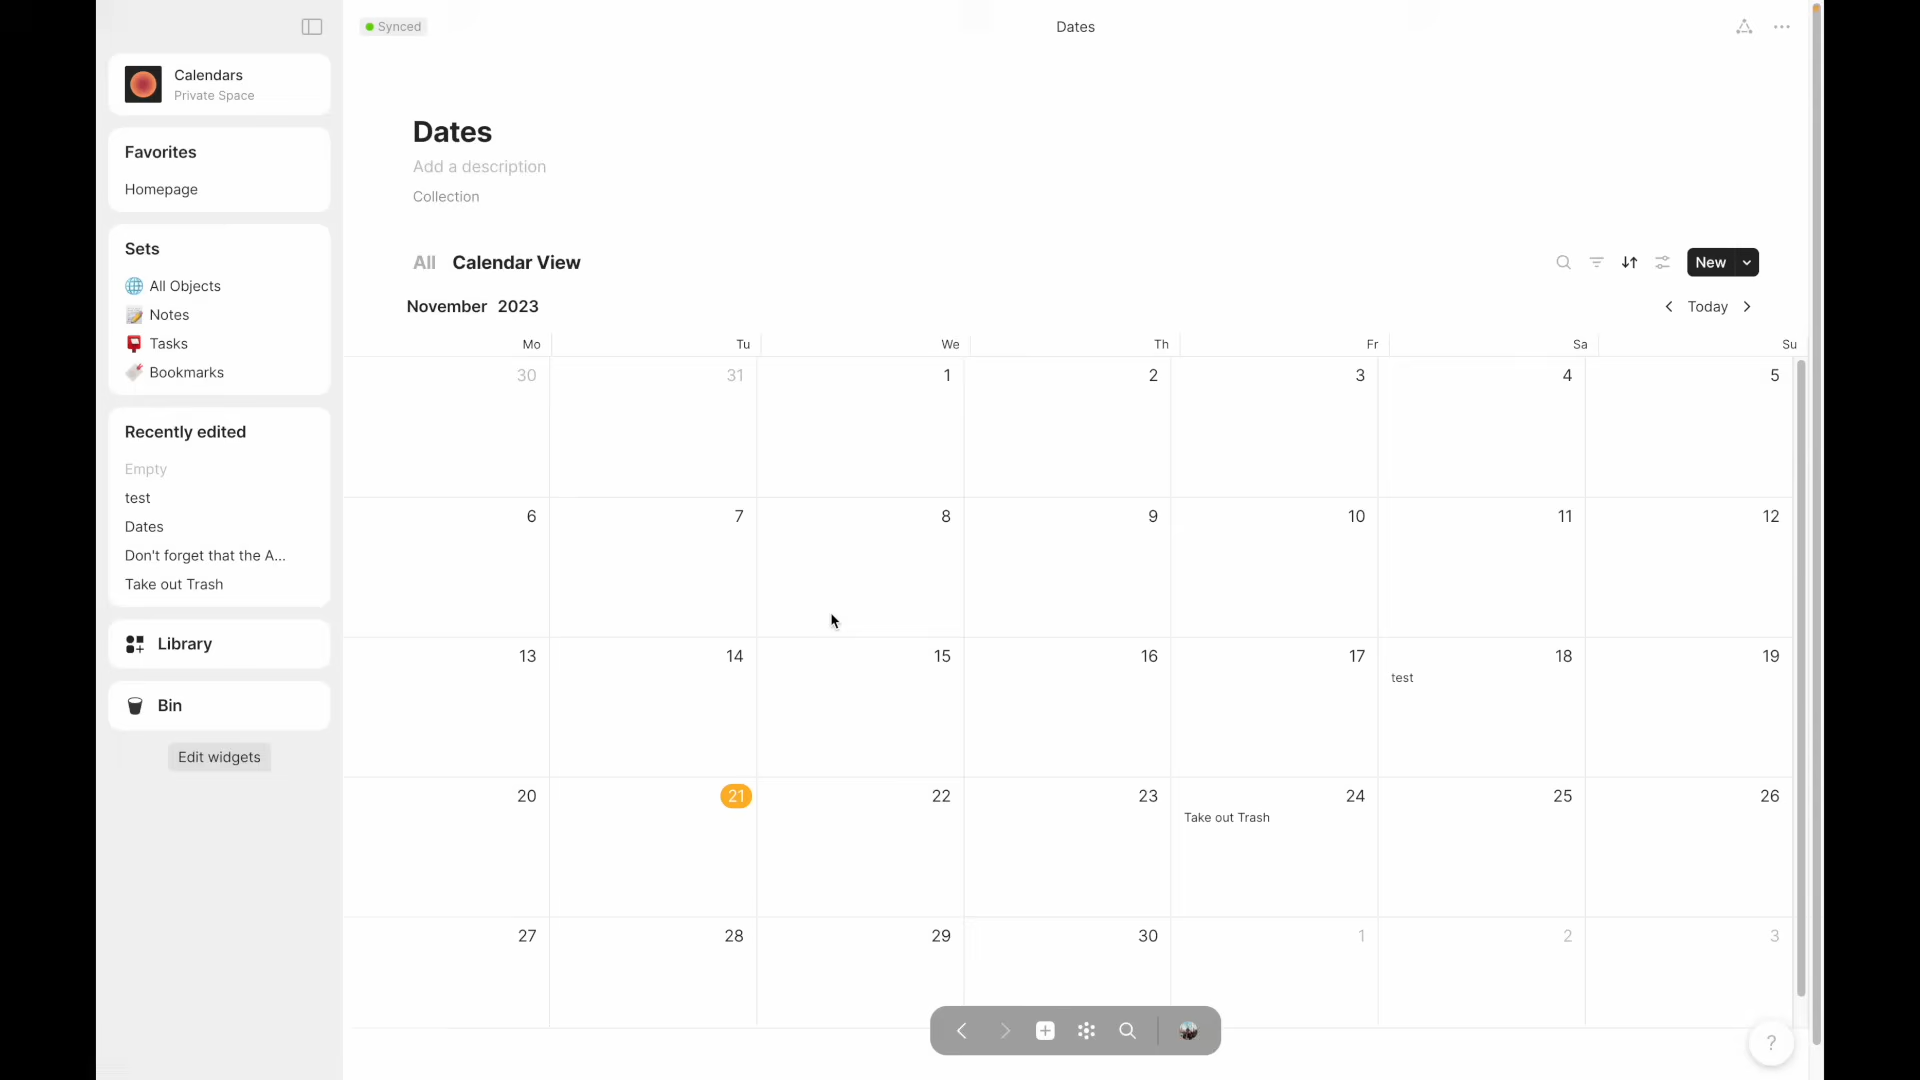 Synced
Dates
Calendars
Private Space
Favorites
Homepage
Sets
All Objects
Notes
Tasks
Bookmarks
Recently edited
Empty
test
Dates
Don't forget that the A...
Take out Trash
Library
Bin
Edit widgets
Dates
Add a description
Collection
All Calendar View
New
November 2023
Today
Mo Tu We Th Fr Sa Su
30 31 1 2 3 4 5
6 7 8 9 10 11 12
13 14 15 16 17 18 19
test
20 21 22 23 24 25 26
Take out Trash
27 28 29 30 1 2 3
?